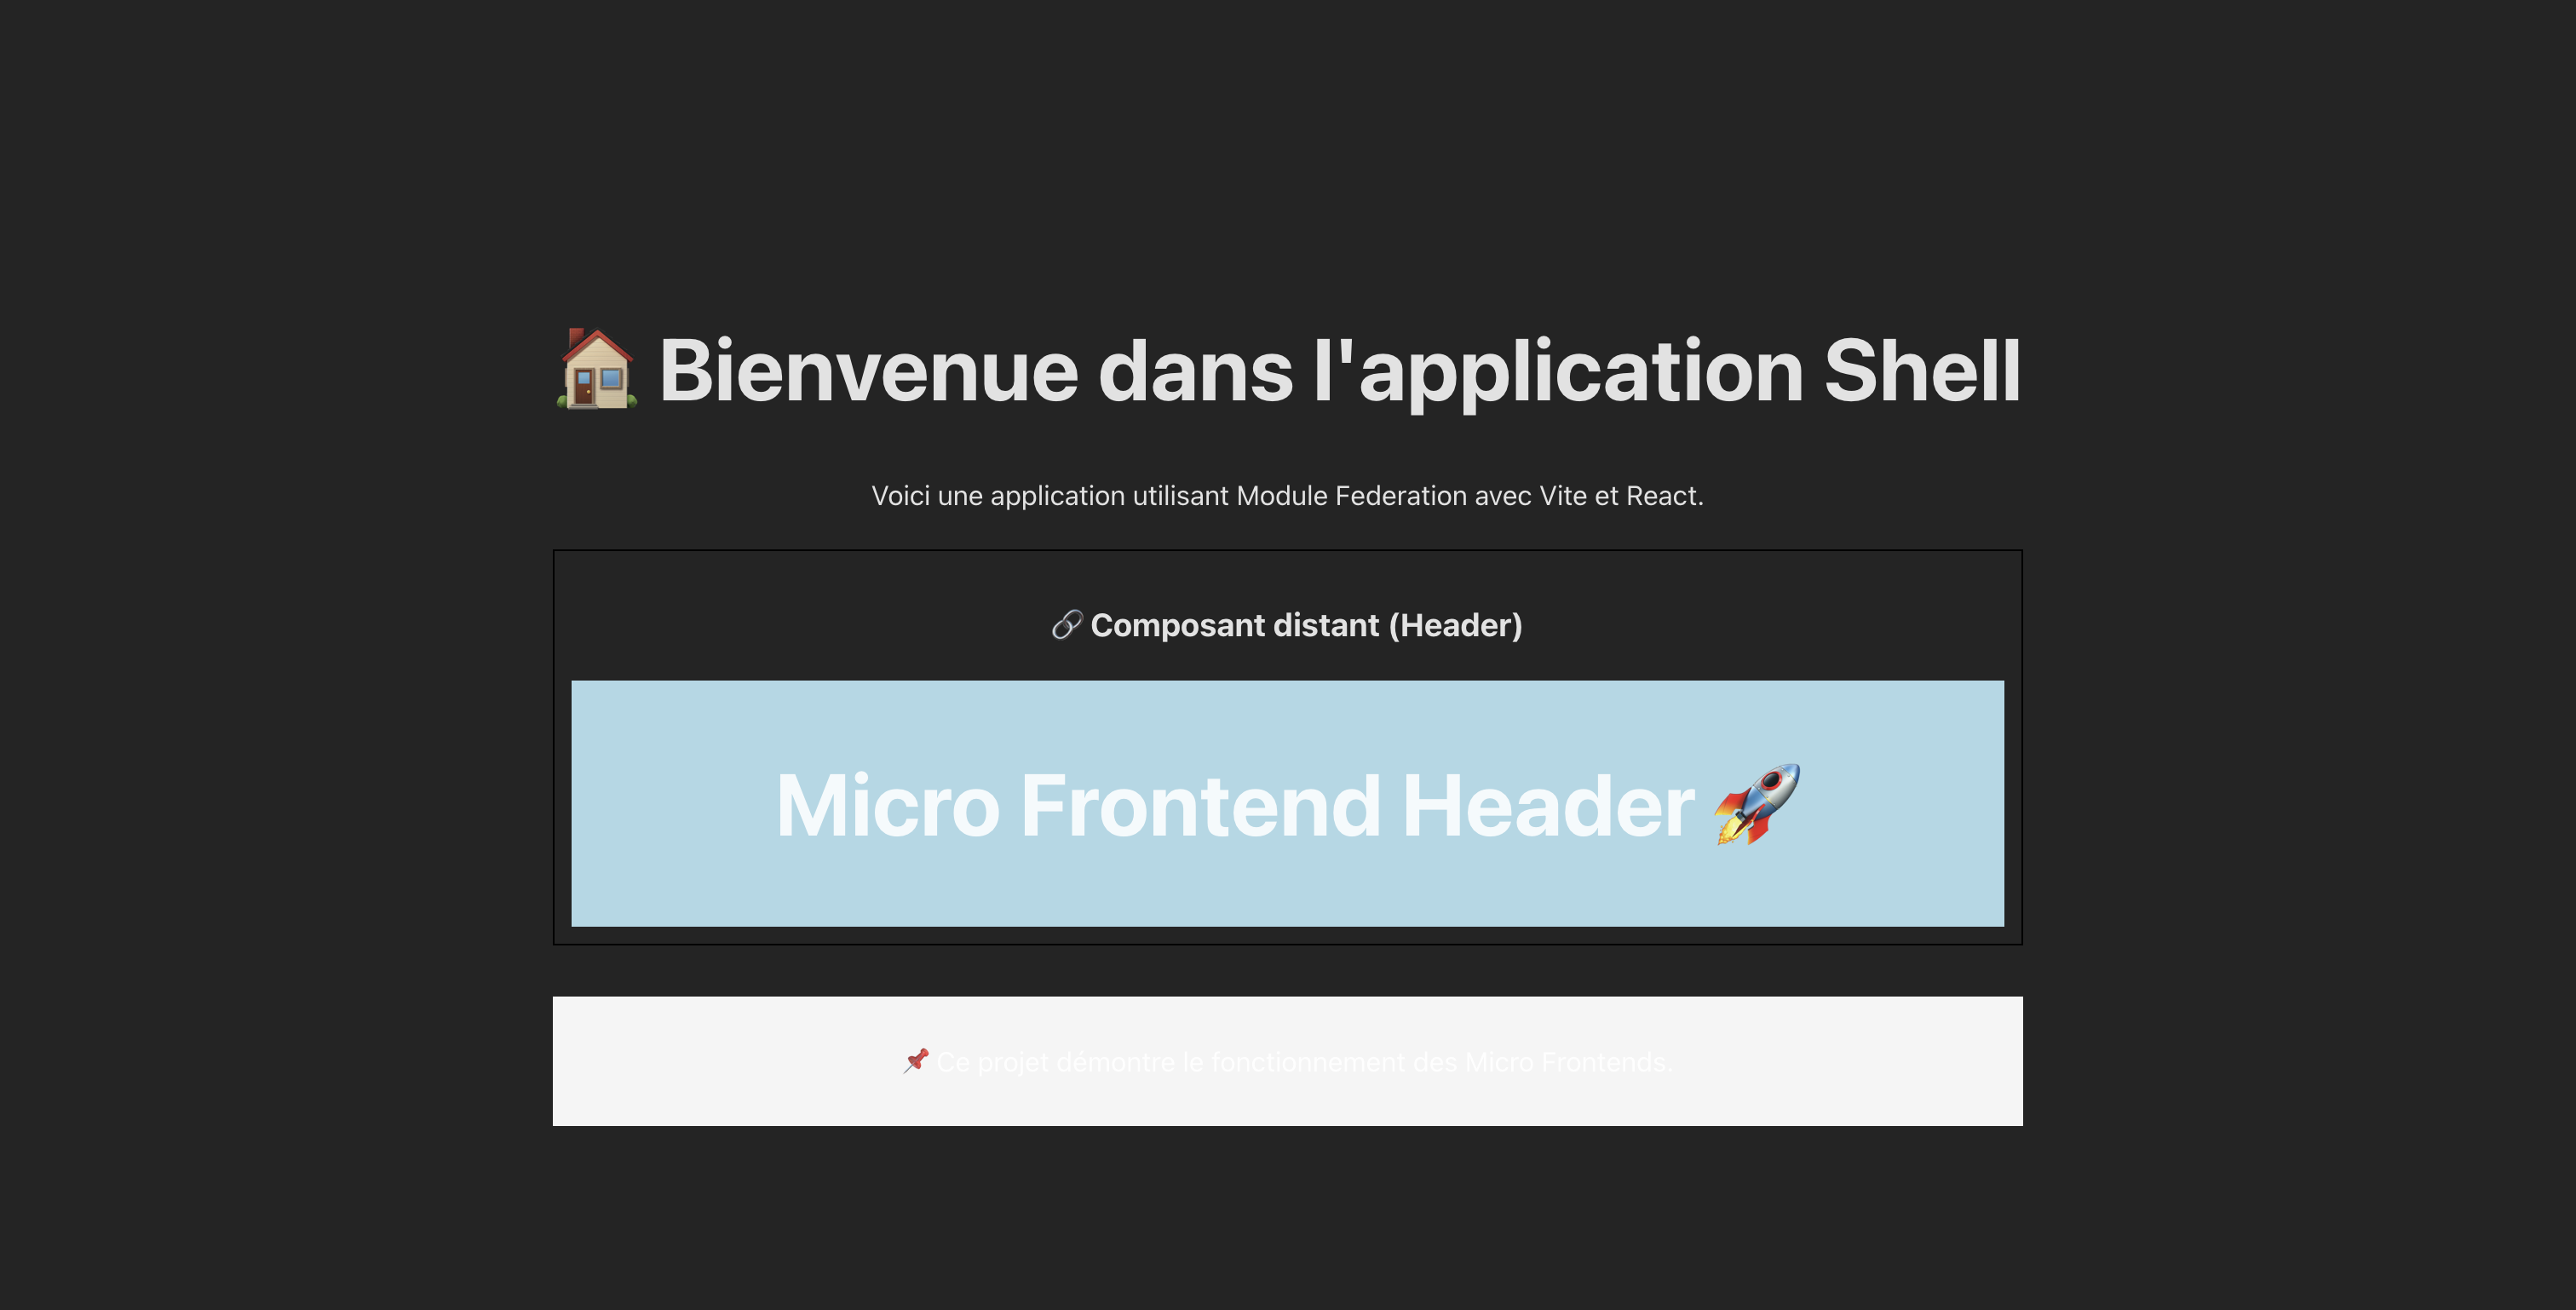 🏠 Bienvenue dans l'application Shell
Voici une application utilisant Module Federation avec Vite et React.
🔗 Composant distant (Header)
Micro Frontend Header 🚀
📌 Ce projet démontre le fonctionnement des Micro Frontends.